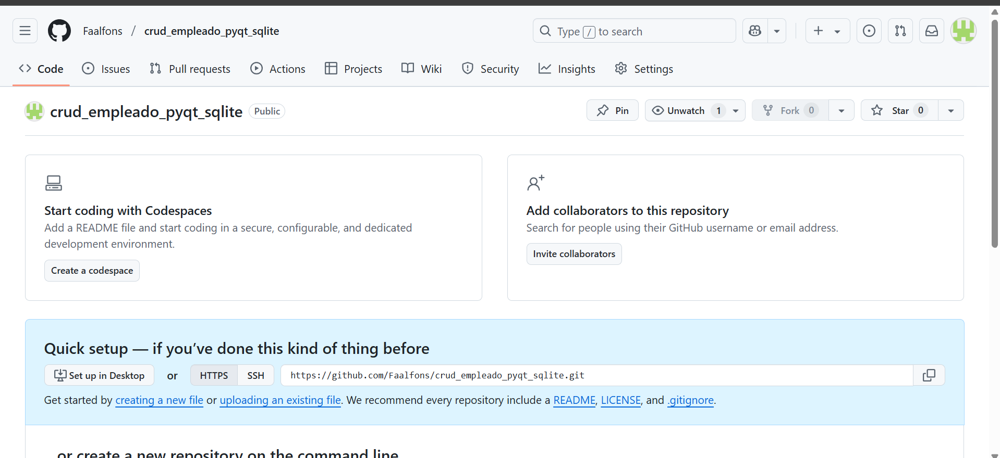 Faalfons / crud_empleado_pyqt_sqlite
Type / to search
Code Issues Pull requests Actions Projects Wiki Security Insights Settings
crud_empleado_pyqt_sqlite Public
Pin Unwatch 1 Fork 0 Star 0
Start coding with Codespaces
Add a README file and start coding in a secure, configurable, and dedicated
development environment.
Create a codespace
Add collaborators to this repository
Search for people using their GitHub username or email address.
Invite collaborators
Quick setup — if you’ve done this kind of thing before
Set up in Desktop or HTTPS SSH https://github.com/Faalfons/crud_empleado_pyqt_sqlite.git
Get started by creating a new file or uploading an existing file. We recommend every repository include a README, LICENSE, and .gitignore.
or create a new repository on the command line